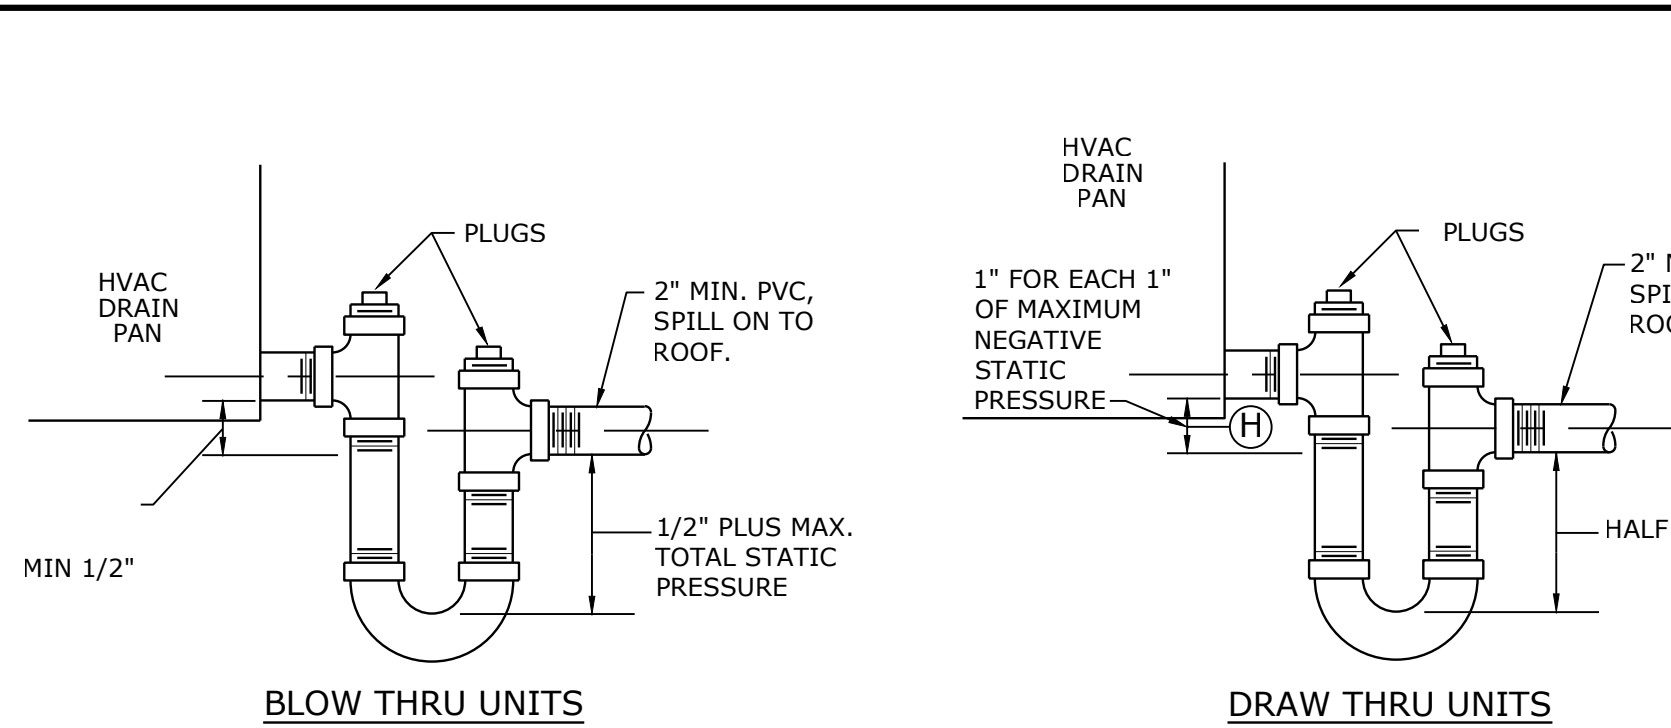 HVAC
DRAIN
PAN
PLUGS
2" MIN. PVC,
SPILL ON TO
ROOF.
MIN 1/2"
1/2" PLUS MAX.
TOTAL STATIC
PRESSURE
BLOW THRU UNITS
HVAC
DRAIN
PAN
PLUGS
1" FOR EACH 1"
OF MAXIMUM
NEGATIVE
STATIC
PRESSURE
H
2"
HALF
DRAW THRU UNITS